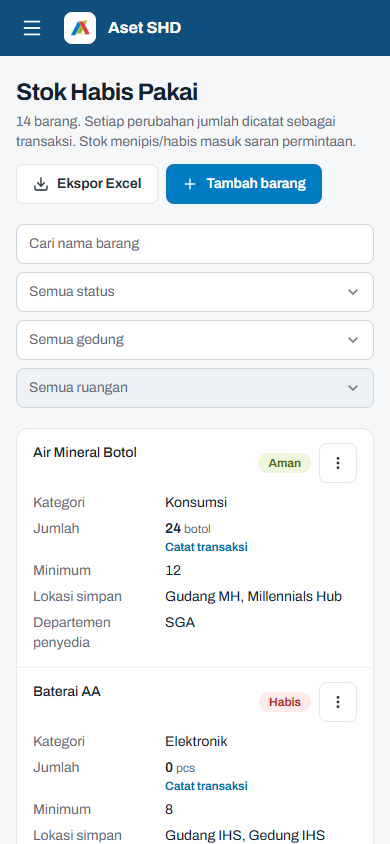 Aset SHD
Stok Habis Pakai
14 barang. Setiap perubahan jumlah dicatat sebagai
transaksi. Stok menipis/habis masuk saran permintaan.
Ekspor Excel
Tambah barang
Cari nama barang
Semua status
Semua gedung
Semua ruangan
Air Mineral Botol
Aman
Kategori Konsumsi
Jumlah 24 botol
Catat transaksi
Minimum 12
Lokasi simpan Gudang MH, Millennials Hub
Departemen SGA
penyedia
Baterai AA
Habis
Kategori Elektronik
Jumlah 0 pcs
Catat transaksi
Minimum 8
Lokasi simpan Gudang IHS, Gedung IHS